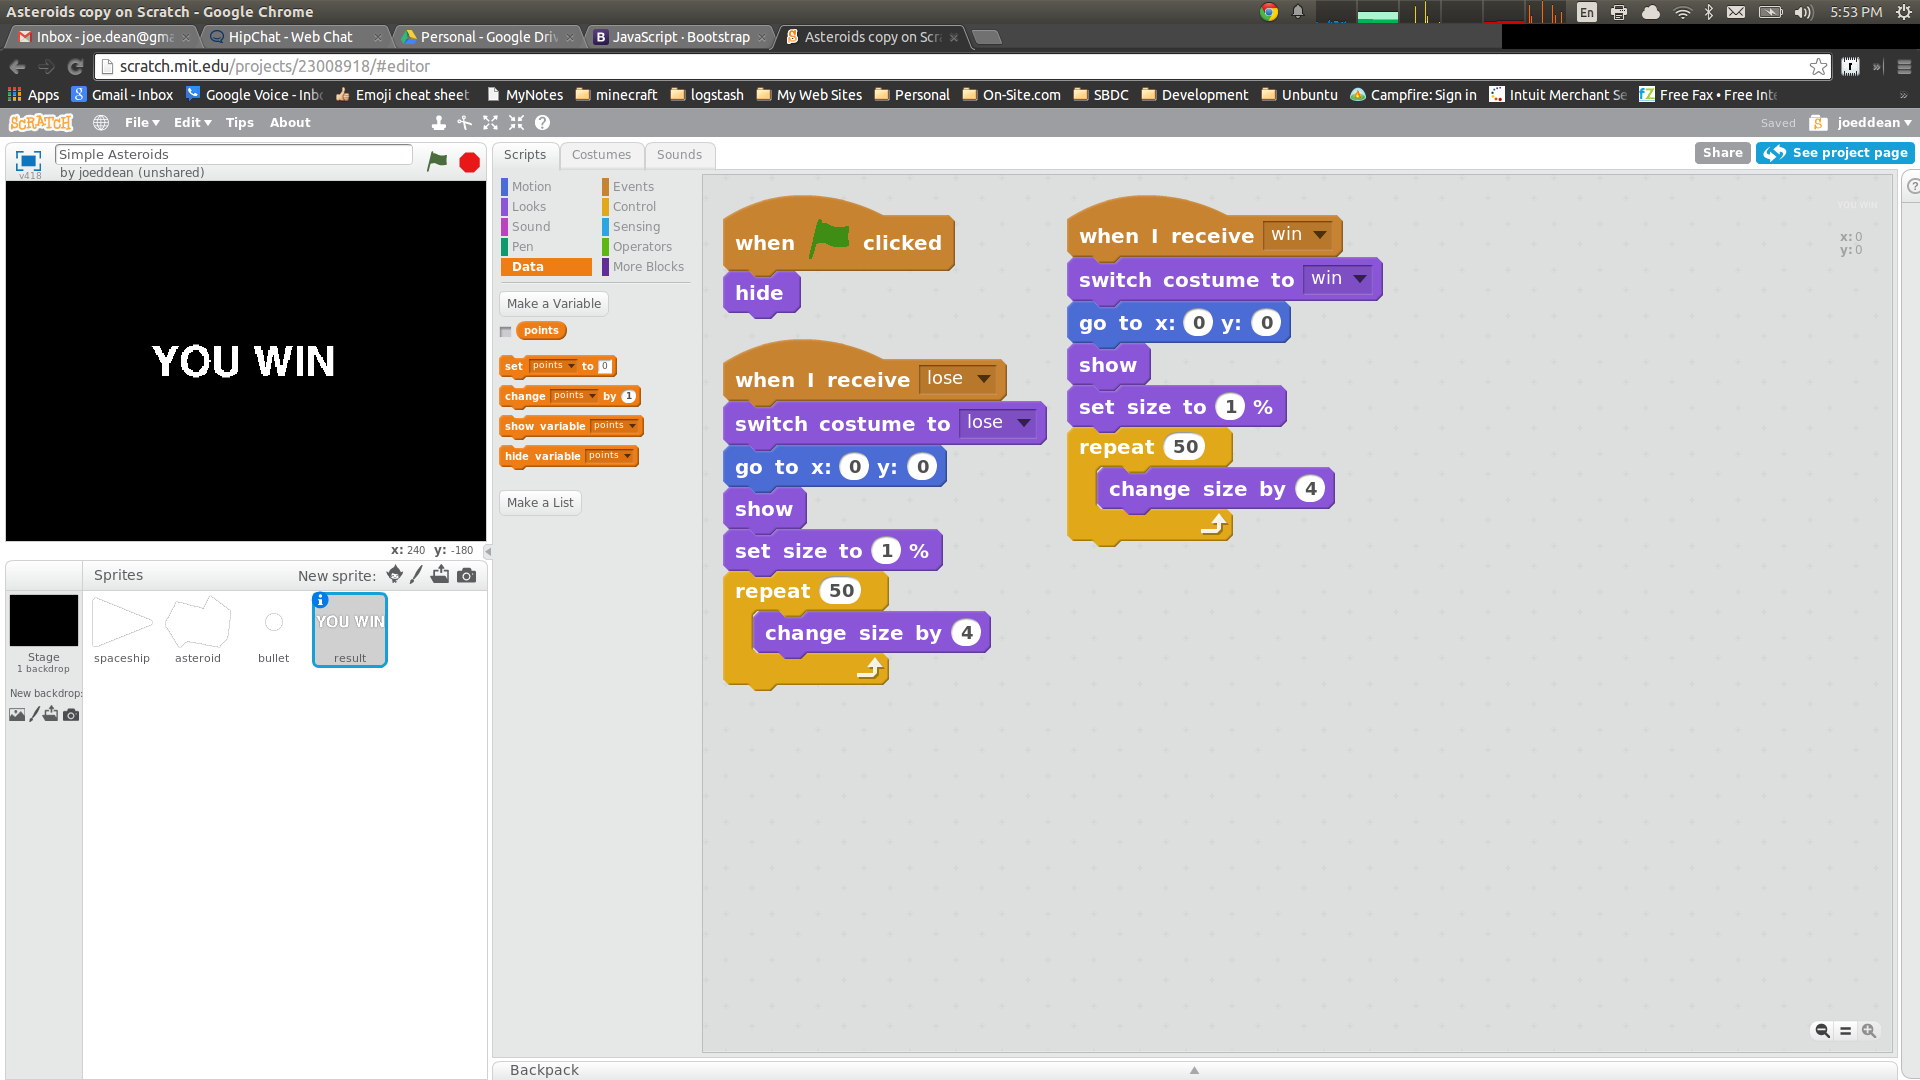 Asteroids copy on Scratch - Google Chrome
En
5:53 PM
Inbox - joe.dean@gma
HipChat - Web Chat
Personal - Google Driv
B JavaScript · Bootstrap
Asteroids copy on Scr
scratch.mit.edu/projects/23008918/#editor
Apps
Gmail - Inbox
Google Voice - Inb
Emoji cheat sheet
MyNotes
minecraft
logstash
My Web Sites
Personal
On-Site.com
SBDC
Development
Unbuntu
Campfire: Sign in
Intuit Merchant Se
Free Fax • Free Inte
SCRATCH
File
Edit
Tips
About
Saved
joeddean
v418
Simple Asteroids
by joeddean (unshared)
Scripts
Costumes
Sounds
Share
See project page
Motion
Looks
Sound
Pen
Data
Events
Control
Sensing
Operators
More Blocks
Make a Variable
points
set points to 0
change points by 1
show variable points
hide variable points
Make a List
YOU WIN
x: 240 y: -180
when clicked
hide
when I receive lose
switch costume to lose
go to x: 0 y: 0
show
set size to 1 %
repeat 50
change size by 4
when I receive win
switch costume to win
go to x: 0 y: 0
show
set size to 1 %
repeat 50
change size by 4
YOU WIN
x: 0
y: 0
Sprites
New sprite:
Stage
1 backdrop
New backdrop:
spaceship
asteroid
bullet
YOU WIN
result
Backpack